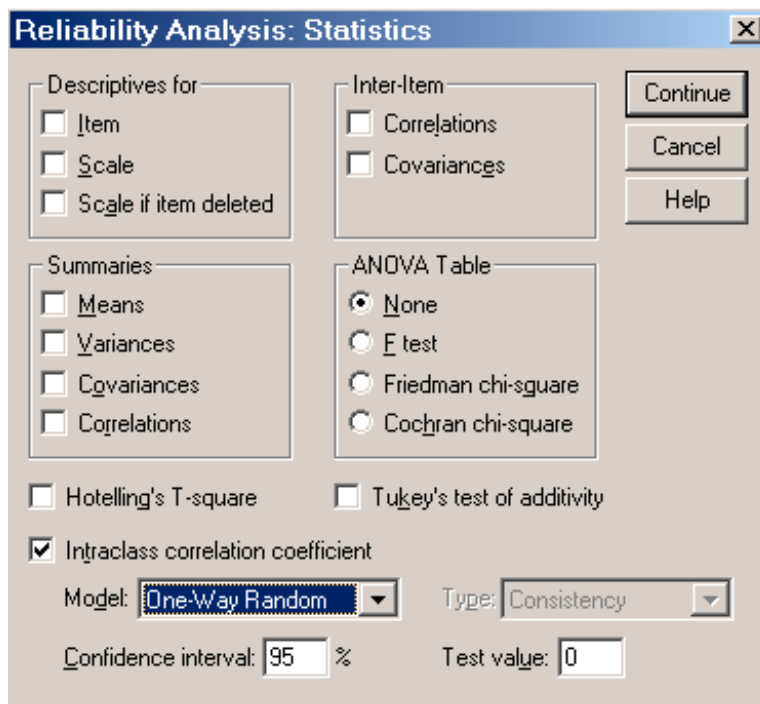 Reliability Analysis: Statistics
Descriptives for
Item
Scale
Scale if item deleted
Inter-Item
Correlations
Covariances
Continue
Cancel
Help
Summaries
Means
Variances
Covariances
Correlations
ANOVA Table
None
F test
Friedman chi-square
Cochran chi-square
Hotelling's T-square
Tukey's test of additivity
Intraclass correlation coefficient
Model: One-Way Random
Type: Consistency
Confidence interval: 95 %
Test value: 0